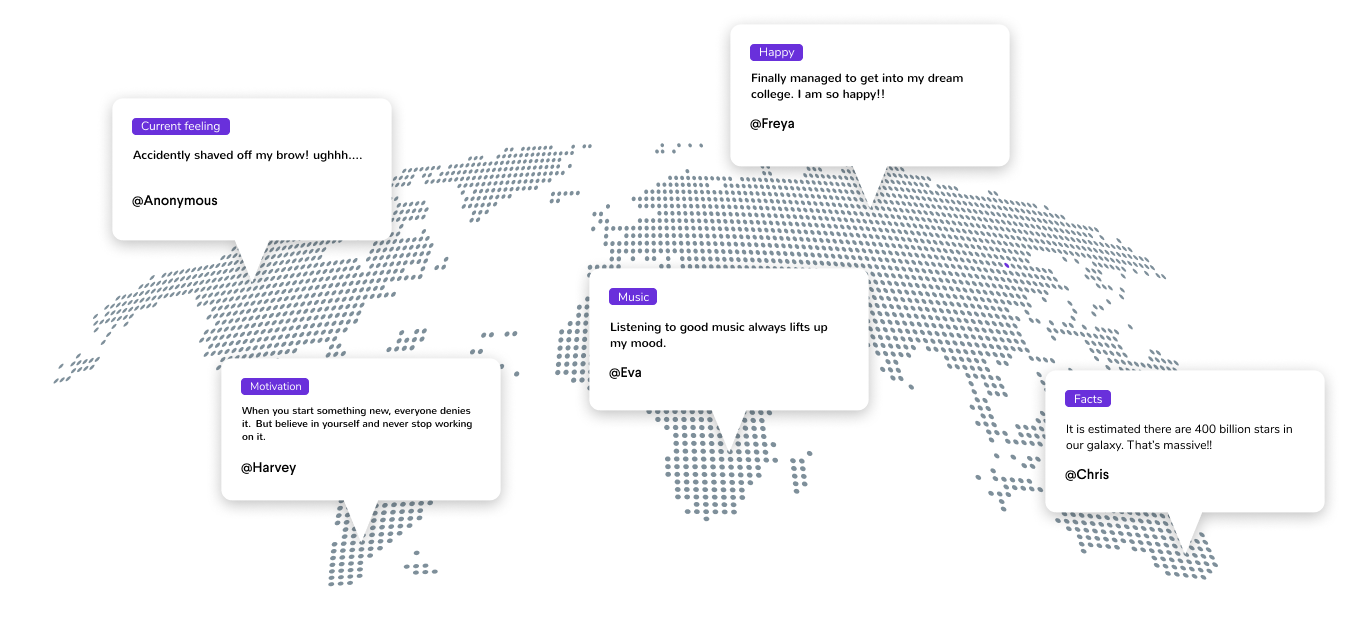 Happy
Finally managed to get into my dream
college. I am so happy!!
@Freya
Current feeling
Accidently shaved off my brow! ughhh....
@Anonymous
Music
Listening to good music always lifts up
my mood.
@Eva
Motivation
When you start something new, everyone denies
it. But believe in yourself and never stop working
on it.
@Harvey
Facts
It is estimated there are 400 billion stars in
our galaxy. That's massive!!
@Chris